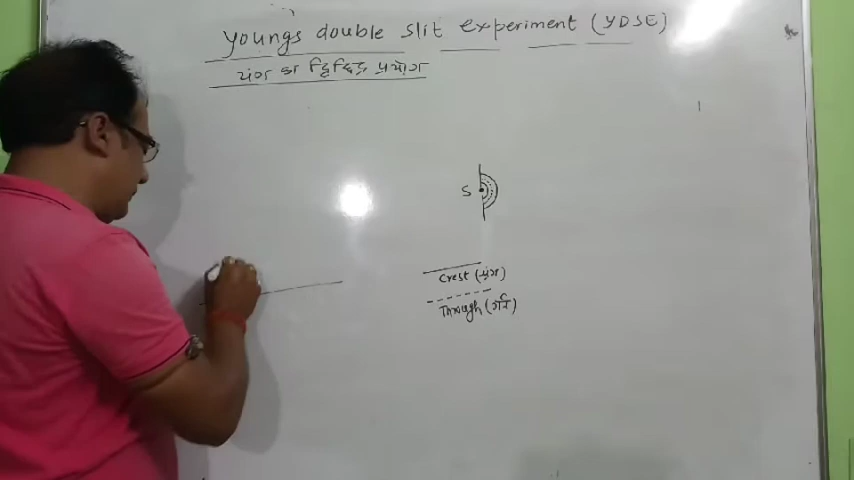 Youngs double slit experiment (YDSE)
यंग का द्विछिद्र प्रयोग
S
Crest (श्रृंग)
Through (गर्त)